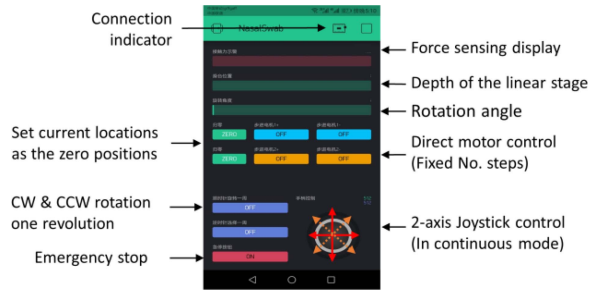 Connection
indicator
NasalSwab
Force sensing display
Depth of the linear stage
Rotation angle
Set current locations
as the zero positions
ZERO
OFF
OFF
ZERO
OFF
OFF
Direct motor control
(Fixed No. steps)
CW & CCW rotation
one revolution
OFF
OFF
2-axis Joystick control
(In continuous mode)
Emergency stop
ON